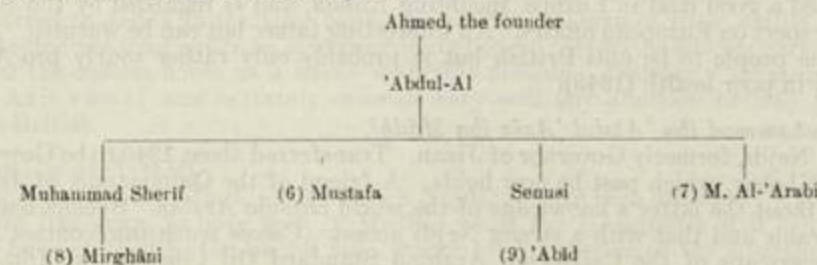 Ahmed, the founder
'Abdul-Al
Muhammad Sherif (6) Mustafa Senusi (7) M. Al-'Arabi
(8) Mirghâni (9) 'Abid